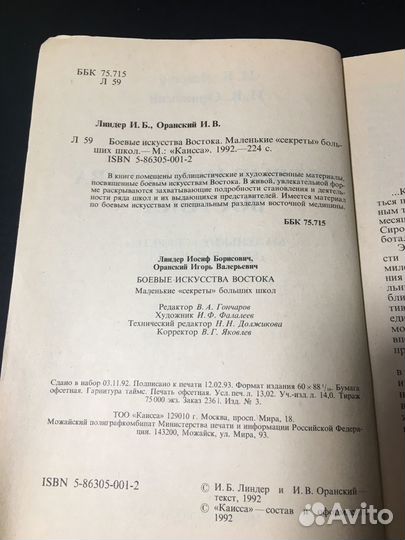 ББК 75.715
Л 59
Линдер И. Б., Оранский И. В.
Л 59 Боевые искусства Востока. Маленькие «секреты» боль-
ших школ.— М.: «Каисса», 1992.—224 с.
ISBN 5-86305-001-2
В книге помещены публицистические и художественные материалы,
посвященные боевым искусствам Востока. В живой, увлекательной форме
раскрываются захватывающие подробности становления и деятель-
ности ряда школ и их выдающихся представителей. Имеется материал
по боевым искусствам и специальным разделам восточной медицины.
ББК 75.715
Линдер Иосиф Борисович,
Оранский Игорь Валерьевич
БОЕВЫЕ ИСКУССТВА ВОСТОКА
Маленькие «секреты» больших школ
Редактор В. А. Гончаров
Художник И. Ф. Фалалеев
Технический редактор Н. Н. Должикова
Корректор В. Г. Яковлев
Сдано в набор 03.11.92. Подписано к печати 12.02.93. Формат издания 60×88 1/16. Бумага
офсетная. Гарнитура таймс. Печать офсетная. Усл. печ. л. 13,02. Уч.-изд. л. 14,0. Тираж
75 000 экз. Заказ 2361. Изд. № 3.
ТОО «Каисса» 129010 г. Москва, просп. Мира, 18.
Можайский полиграфкомбинат Министерства печати и информации Российской Федера-
ции. 143200, Можайск, ул. Мира, 93.
ISBN 5-86305-001-2
© И. Б. Линдер и И. В. Оранский —
текст, 1992
© «Каисса» — состав и оформле
1992
Avito